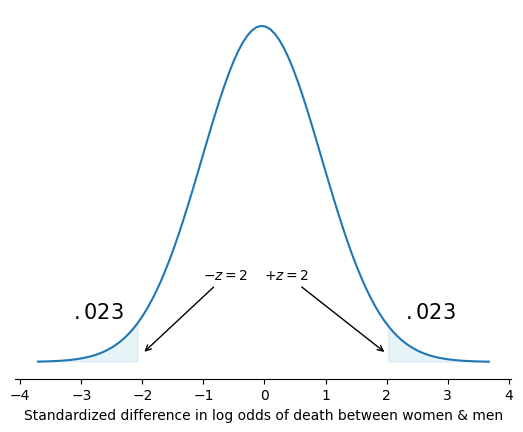 −z = 2 +z = 2
.023 .023
−4 −3 −2 −1 0 1 2 3 4
Standardized difference in log odds of death between women & men